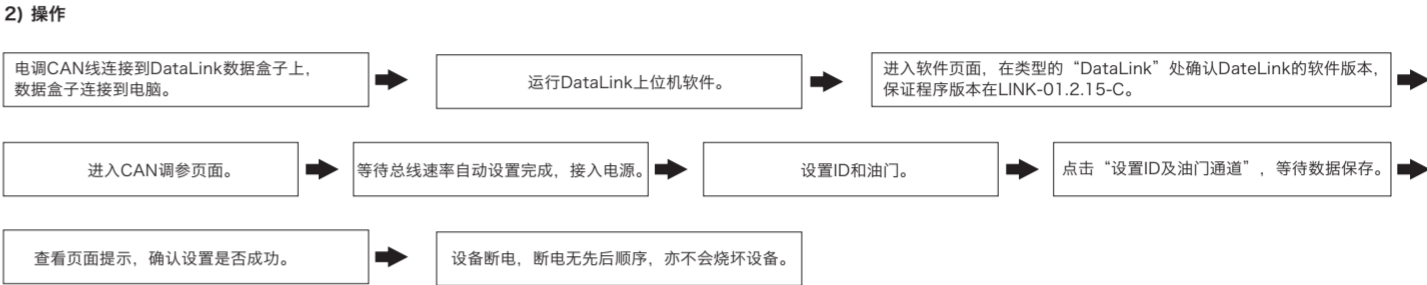 2) 操作
电调CAN线连接到DataLink数据盒子上，
数据盒子连接到电脑。
运行DataLink上位机软件。
进入软件页面，在类型的“DataLink”处确认DateLink的软件版本，
保证程序版本在LINK-01.2.15-C。
进入CAN调参页面。
等待总线速率自动设置完成，接入电源。
设置ID和油门。
点击“设置ID及油门通道”，等待数据保存。
查看页面提示，确认设置是否成功。
设备断电，断电无先后顺序，亦不会烧坏设备。